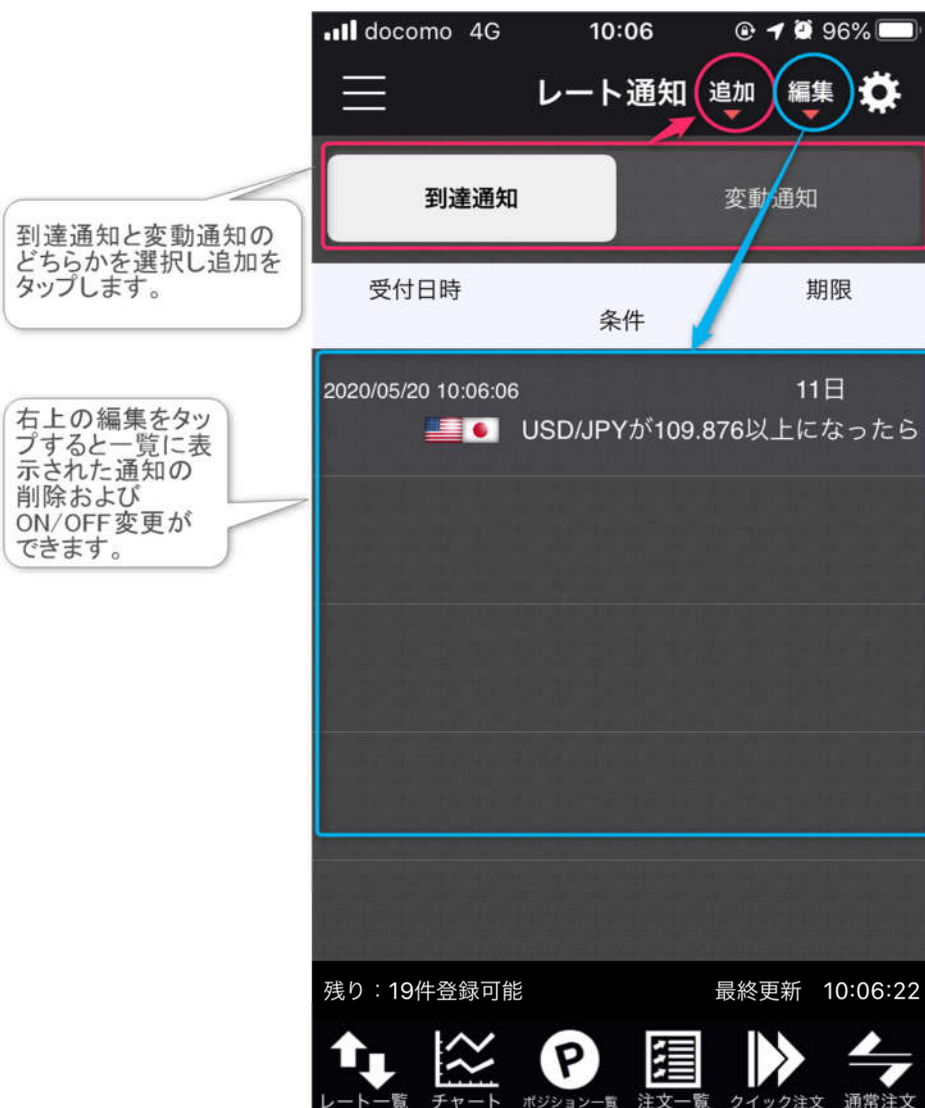 docomo 4G 10:06 96%
レート通知 追加 編集
到達通知 変動通知
到達通知と変動通知の
どちらかを選択し追加を
タップします。
受付日時 期限
条件
2020/05/20 10:06:06 11日
USD/JPYが109.876以上になったら
右上の編集をタッ
プすると一覧に表
示された通知の
削除および
ON/OFF変更が
できます。
残り：19件登録可能 最終更新 10:06:22
P
レート一覧 チャート ポジション一覧 注文一覧 クイック注文 通常注文